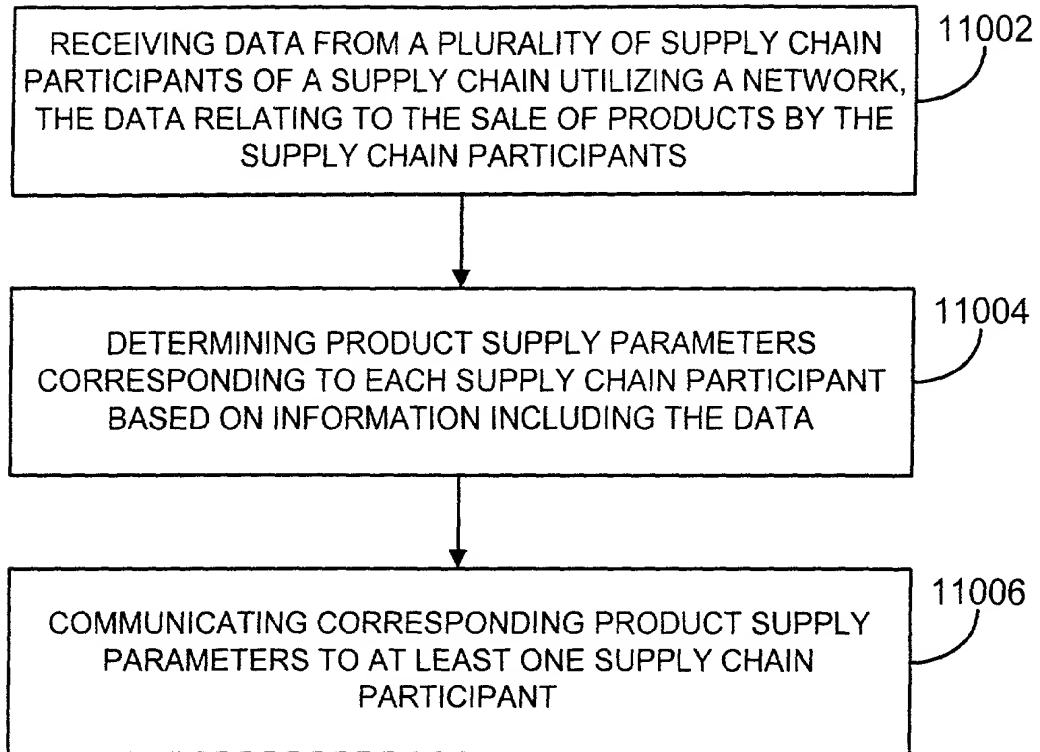 RECEIVING DATA FROM A PLURALITY OF SUPPLY CHAIN
PARTICIPANTS OF A SUPPLY CHAIN UTILIZING A NETWORK,
THE DATA RELATING TO THE SALE OF PRODUCTS BY THE
SUPPLY CHAIN PARTICIPANTS
11002
DETERMINING PRODUCT SUPPLY PARAMETERS
CORRESPONDING TO EACH SUPPLY CHAIN PARTICIPANT
BASED ON INFORMATION INCLUDING THE DATA
11004
COMMUNICATING CORRESPONDING PRODUCT SUPPLY
PARAMETERS TO AT LEAST ONE SUPPLY CHAIN
PARTICIPANT
11006